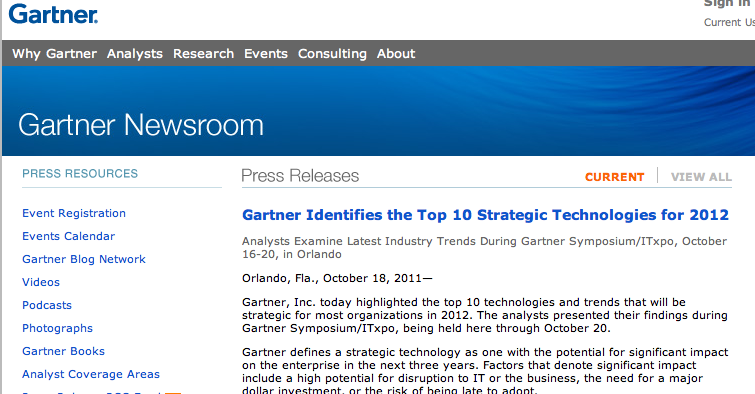 Gartner.
Sign In
Current Us
Why Gartner Analysts Research Events Consulting About
Gartner Newsroom
PRESS RESOURCES
Event Registration
Events Calendar
Gartner Blog Network
Videos
Podcasts
Photographs
Gartner Books
Analyst Coverage Areas
Press Releases
CURRENT
VIEW ALL
Gartner Identifies the Top 10 Strategic Technologies for 2012
Analysts Examine Latest Industry Trends During Gartner Symposium/ITxpo, October
16-20, in Orlando
Orlando, Fla., October 18, 2011—
Gartner, Inc. today highlighted the top 10 technologies and trends that will be
strategic for most organizations in 2012. The analysts presented their findings during
Gartner Symposium/ITxpo, being held here through October 20.
Gartner defines a strategic technology as one with the potential for significant impact
on the enterprise in the next three years. Factors that denote significant impact
include a high potential for disruption to IT or the business, the need for a major
dollar investment, or the risk of being late to adopt.